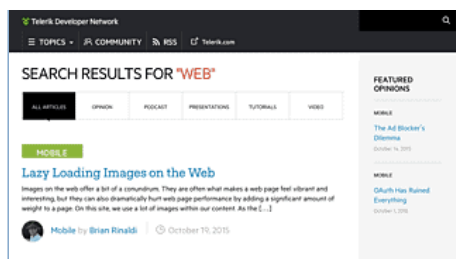 Telerik Developer Network
TOPICS COMMUNITY RSS Telerik.com
SEARCH RESULTS FOR "WEB"
ALL ARTICLES OPINION PODCAST PRESENTATIONS TUTORIALS VIDEO
MOBILE
Lazy Loading Images on the Web
Images on the web offer a bit of a conundrum. They are often what makes a web page feel vibrant and
interesting, but they can also dramatically hurt web page performance by adding a significant amount of
weight to a page. On this site, we use a lot of images within our content. As the [...]
Mobile by Brian Rinaldi October 19, 2015
FEATURED
OPINIONS
MOBILE
The Ad Blocker's
Dilemma
October 14, 2015
MOBILE
OAuth Has Ruined
Everything
October 1, 2015